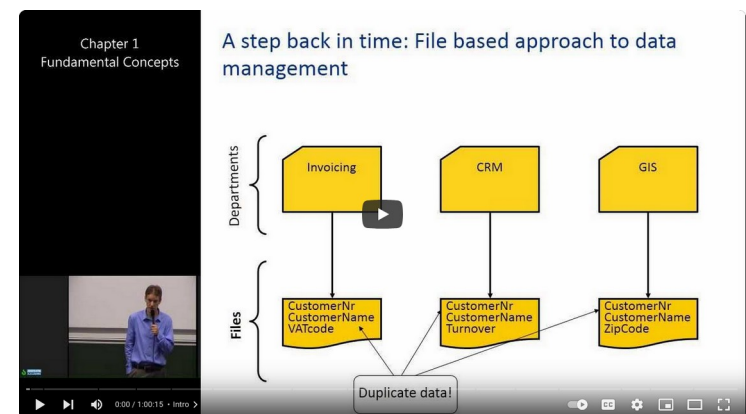 Chapter 1
Fundamental Concepts
A step back in time: File based approach to data
management
Departments
Invoicing
CRM
GIS
Files
CustomerNr
CustomerName
VATcode
CustomerNr
CustomerName
Turnover
CustomerNr
CustomerName
ZipCode
Duplicate data!
0:00 / 1:00:15 • Intro >
CC